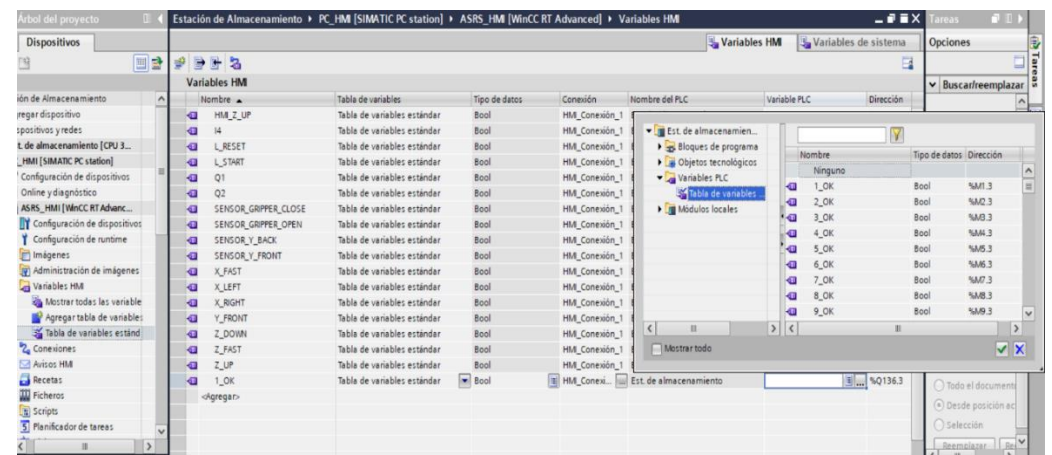 Árbol del proyecto
Dispositivos
ión de Almacenamiento
regar dispositivo
spositivos y redes
t. de almacenamiento [CPU 3...
_HMI [SIMATIC PC station]
Configuración de dispositivos
Online y diagnóstico
ASRS_HMI [WinCC RT Advanc...
Configuración de dispositivos
Configuración de runtime
Imágenes
Administración de imágenes
Variables HMI
Mostrar todas las variable
Agregar tabla de variables
Tabla de variables estánd
Conexiones
Avisos HMI
Recetas
Ficheros
Scripts
Planificador de tareas
Estación de Almacenamiento ▸ PC_HMI [SIMATIC PC station] ▸ ASRS_HMI [WinCC RT Advanced] ▸ Variables HMI
Variables HMI
Variables de sistema
Variables HMI
Nombre Tabla de variables Tipo de datos Conexión Nombre del PLC Variable PLC Dirección
HMI_Z_UP Tabla de variables estándar Bool HMI_Conexión_1
I4 Tabla de variables estándar Bool HMI_Conexión_1
L_RESET Tabla de variables estándar Bool HMI_Conexión_1
L_START Tabla de variables estándar Bool HMI_Conexión_1
Q1 Tabla de variables estándar Bool HMI_Conexión_1
Q2 Tabla de variables estándar Bool HMI_Conexión_1
SENSOR_GRIPPER_CLOSE Tabla de variables estándar Bool HMI_Conexión_1
SENSOR_GRIPPER_OPEN Tabla de variables estándar Bool HMI_Conexión_1
SENSOR_Y_BACK Tabla de variables estándar Bool HMI_Conexión_1
SENSOR_Y_FRONT Tabla de variables estándar Bool HMI_Conexión_1
X_FAST Tabla de variables estándar Bool HMI_Conexión_1
X_LEFT Tabla de variables estándar Bool HMI_Conexión_1
X_RIGHT Tabla de variables estándar Bool HMI_Conexión_1
Y_FRONT Tabla de variables estándar Bool HMI_Conexión_1
Z_DOWN Tabla de variables estándar Bool HMI_Conexión_1
Z_FAST Tabla de variables estándar Bool HMI_Conexión_1
Z_UP Tabla de variables estándar Bool HMI_Conexión_1
1_OK Tabla de variables estándar Bool HMI_Conexi... Est. de almacenamiento %Q136.3
<Agregar>
Est. de almacenamien...
Bloques de programa
Objetos tecnológicos
Variables PLC
Tabla de variables ...
Módulos locales
Nombre Tipo de datos Dirección
Ninguno
1_OK Bool %M1.3
2_OK Bool %M2.3
3_OK Bool %M3.3
4_OK Bool %M4.3
5_OK Bool %M5.3
6_OK Bool %M6.3
7_OK Bool %M7.3
8_OK Bool %M8.3
9_OK Bool %M9.3
Mostrar todo
Tareas
Opciones
Buscar/reemplazar
Todo el document
Desde posición ac
Selección
Reemplazar
Tareas